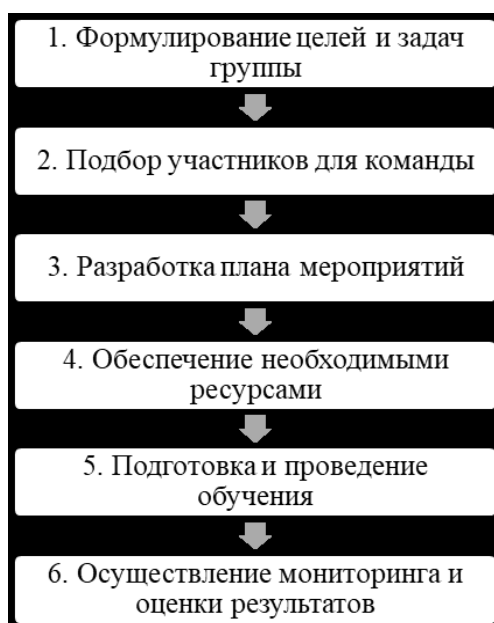 1. Формулирование целей и задач
группы
2. Подбор участников для команды
3. Разработка плана мероприятий
4. Обеспечение необходимыми
ресурсами
5. Подготовка и проведение
обучения
6. Осуществление мониторинга и
оценки результатов